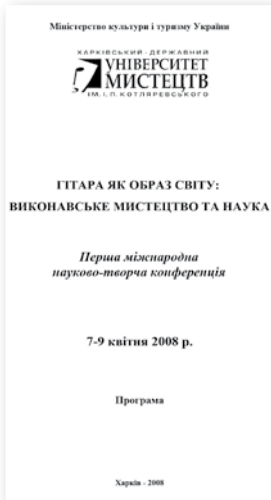 Міністерство культури і туризму України
ХАРКІВСЬКИЙ ДЕРЖАВНИЙ
УНІВЕРСИТЕТ
МИСТЕЦТВ
ІМ. І.П. КОТЛЯРЕВСЬКОГО
ГІТАРА ЯК ОБРАЗ СВІТУ:
ВИКОНАВСЬКЕ МИСТЕЦТВО ТА НАУКА
Перша міжнародна
науково-творча конференція
7-9 квітня 2008 р.
Програма
Харків - 2008